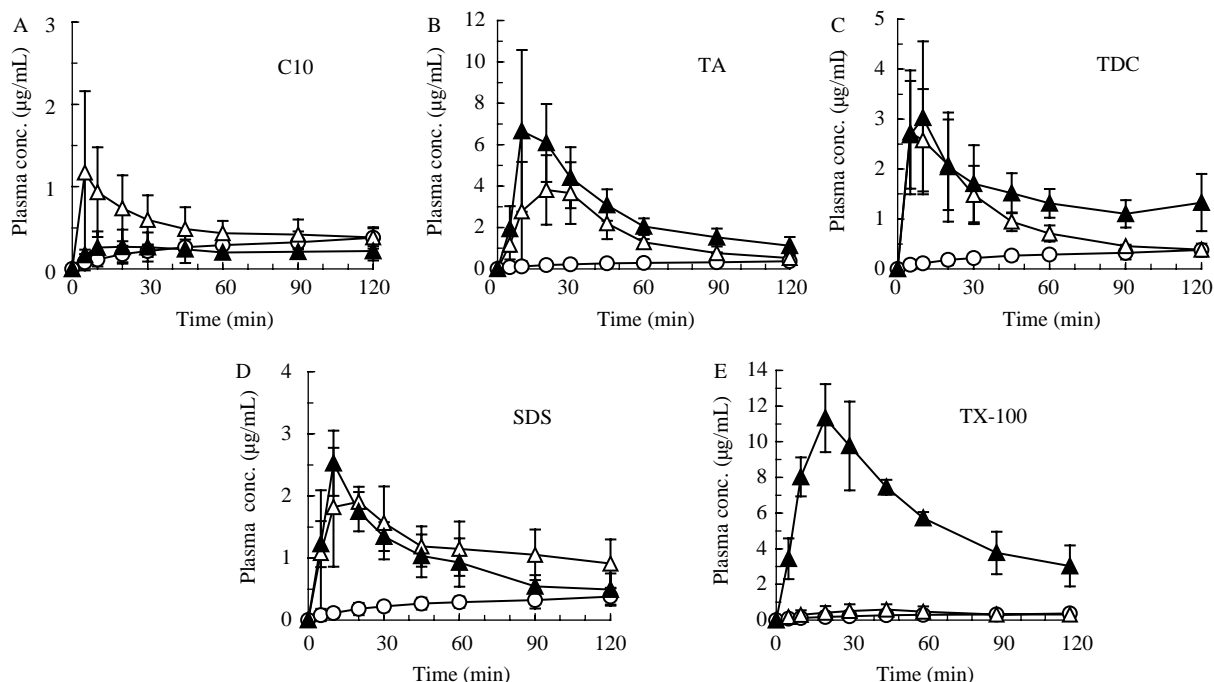 A
C10
Plasma conc. (µg/mL)
3
2
1
0
0 30 60 90 120
Time (min)
B
TA
Plasma conc. (µg/mL)
12
10
8
6
4
2
0
0 30 60 90 120
Time (min)
C
TDC
Plasma conc. (µg/ml)
5
4
3
2
1
0
0 30 60 90 120
Time (min)
D
SDS
Plasma conc. (µg/mL)
4
3
2
1
0
0 30 60 90 120
Time (min)
E
TX-100
Plasma conc. (µg/mL)
14
12
10
8
6
4
2
0
0 30 60 90 120
Time (min)